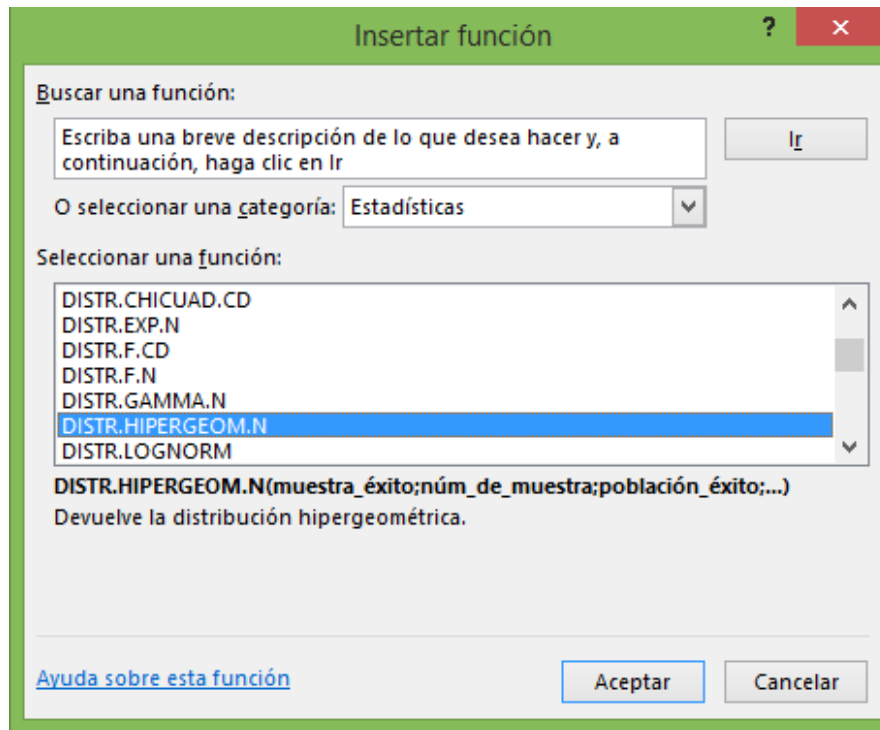 Insertar función
?
×
Buscar una función:
Escriba una breve descripción de lo que desea hacer y, a
continuación, haga clic en Ir
Ir
O seleccionar una categoría:
Estadísticas
Seleccionar una función:
DISTR.CHICUAD.CD
DISTR.EXP.N
DISTR.F.CD
DISTR.F.N
DISTR.GAMMA.N
DISTR.HIPERGEOM.N
DISTR.LOGNORM
DISTR.HIPERGEOM.N(muestra_éxito;núm_de_muestra;población_éxito;...)
Devuelve la distribución hipergeométrica.
Ayuda sobre esta función
Aceptar
Cancelar